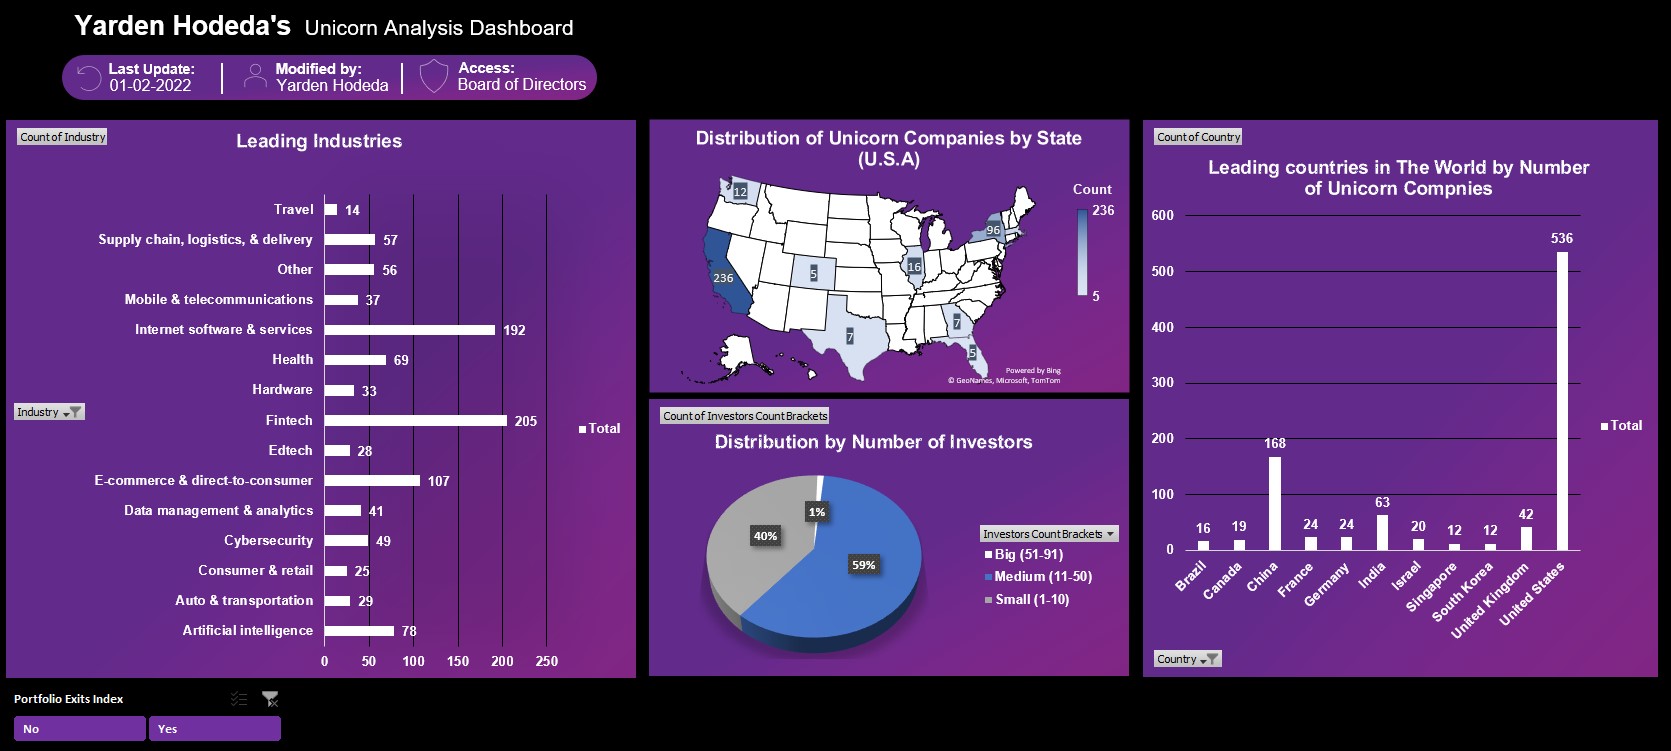 Yarden Hodeda's Unicorn Analysis Dashboard
Last Update:
01-02-2022
Modified by:
Yarden Hodeda
Access:
Board of Directors
Count of Industry
Leading Industries
Travel 14
Supply chain, logistics, & delivery 57
Other 56
Mobile & telecommunications 37
Internet software & services 192
Health 69
Hardware 33
Fintech 205
Edtech 28
E-commerce & direct-to-consumer 107
Data management & analytics 41
Cybersecurity 49
Consumer & retail 25
Auto & transportation 29
Artificial intelligence 78
0 50 100 150 200 250
Industry
Total
Distribution of Unicorn Companies by State
(U.S.A)
Count
236
5
12
96
236
5
16
7
7
5
Powered by Bing
© GeoNames, Microsoft, TomTom
Count of Investors Count Brackets
Distribution by Number of Investors
1%
40%
59%
Investors Count Brackets
Big (51-91)
Medium (11-50)
Small (1-10)
Count of Country
Leading countries in The World by Number
of Unicorn Compnies
600
500
400
300
200
100
0
16
19
168
24
24
63
20
12
12
42
536
Brazil
Canada
China
France
Germany
India
Israel
Singapore
South Korea
United Kingdom
United States
Total
Country
Portfolio Exits Index
No
Yes